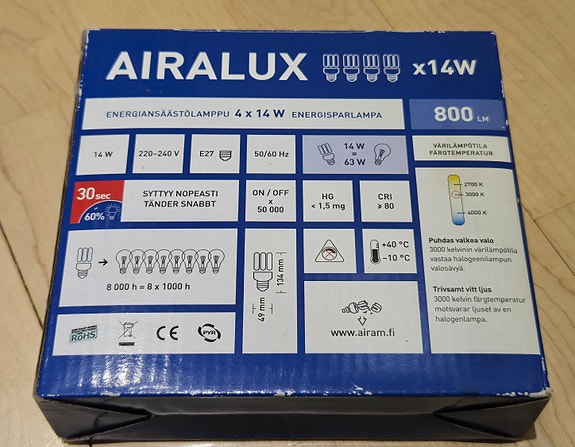 AIRALUX x14W
ENERGIANSÄÄSTÖLAMPPU 4 x 14 W ENERGISPARLAMPA
800 LM
14 W
220-240 V
E27
50/60 Hz
14 W
=
63 W
VÄRILÄMPÖTILA
FÄRGTEMPERATUR
30 sec
60%
SYTTYY NOPEASTI
TÄNDER SNABBT
ON / OFF
x
50 000
HG
< 1,5 mg
CRI
≥ 80
2700 K
3000 K
4000 K
8 000 h = 8 x 1000 h
134 mm
49 mm
+40 °C
-10 °C
Puhdas valkea valo
3000 kelvinin värilämpötila
vastaa halogeenilampun
valosävyä.
Trivsamt vitt ljus
3000 kelvin färgtemperatur
motsvarar ljuset av en
halogenlampa.
RoHS
CE
PYR
www.airam.fi